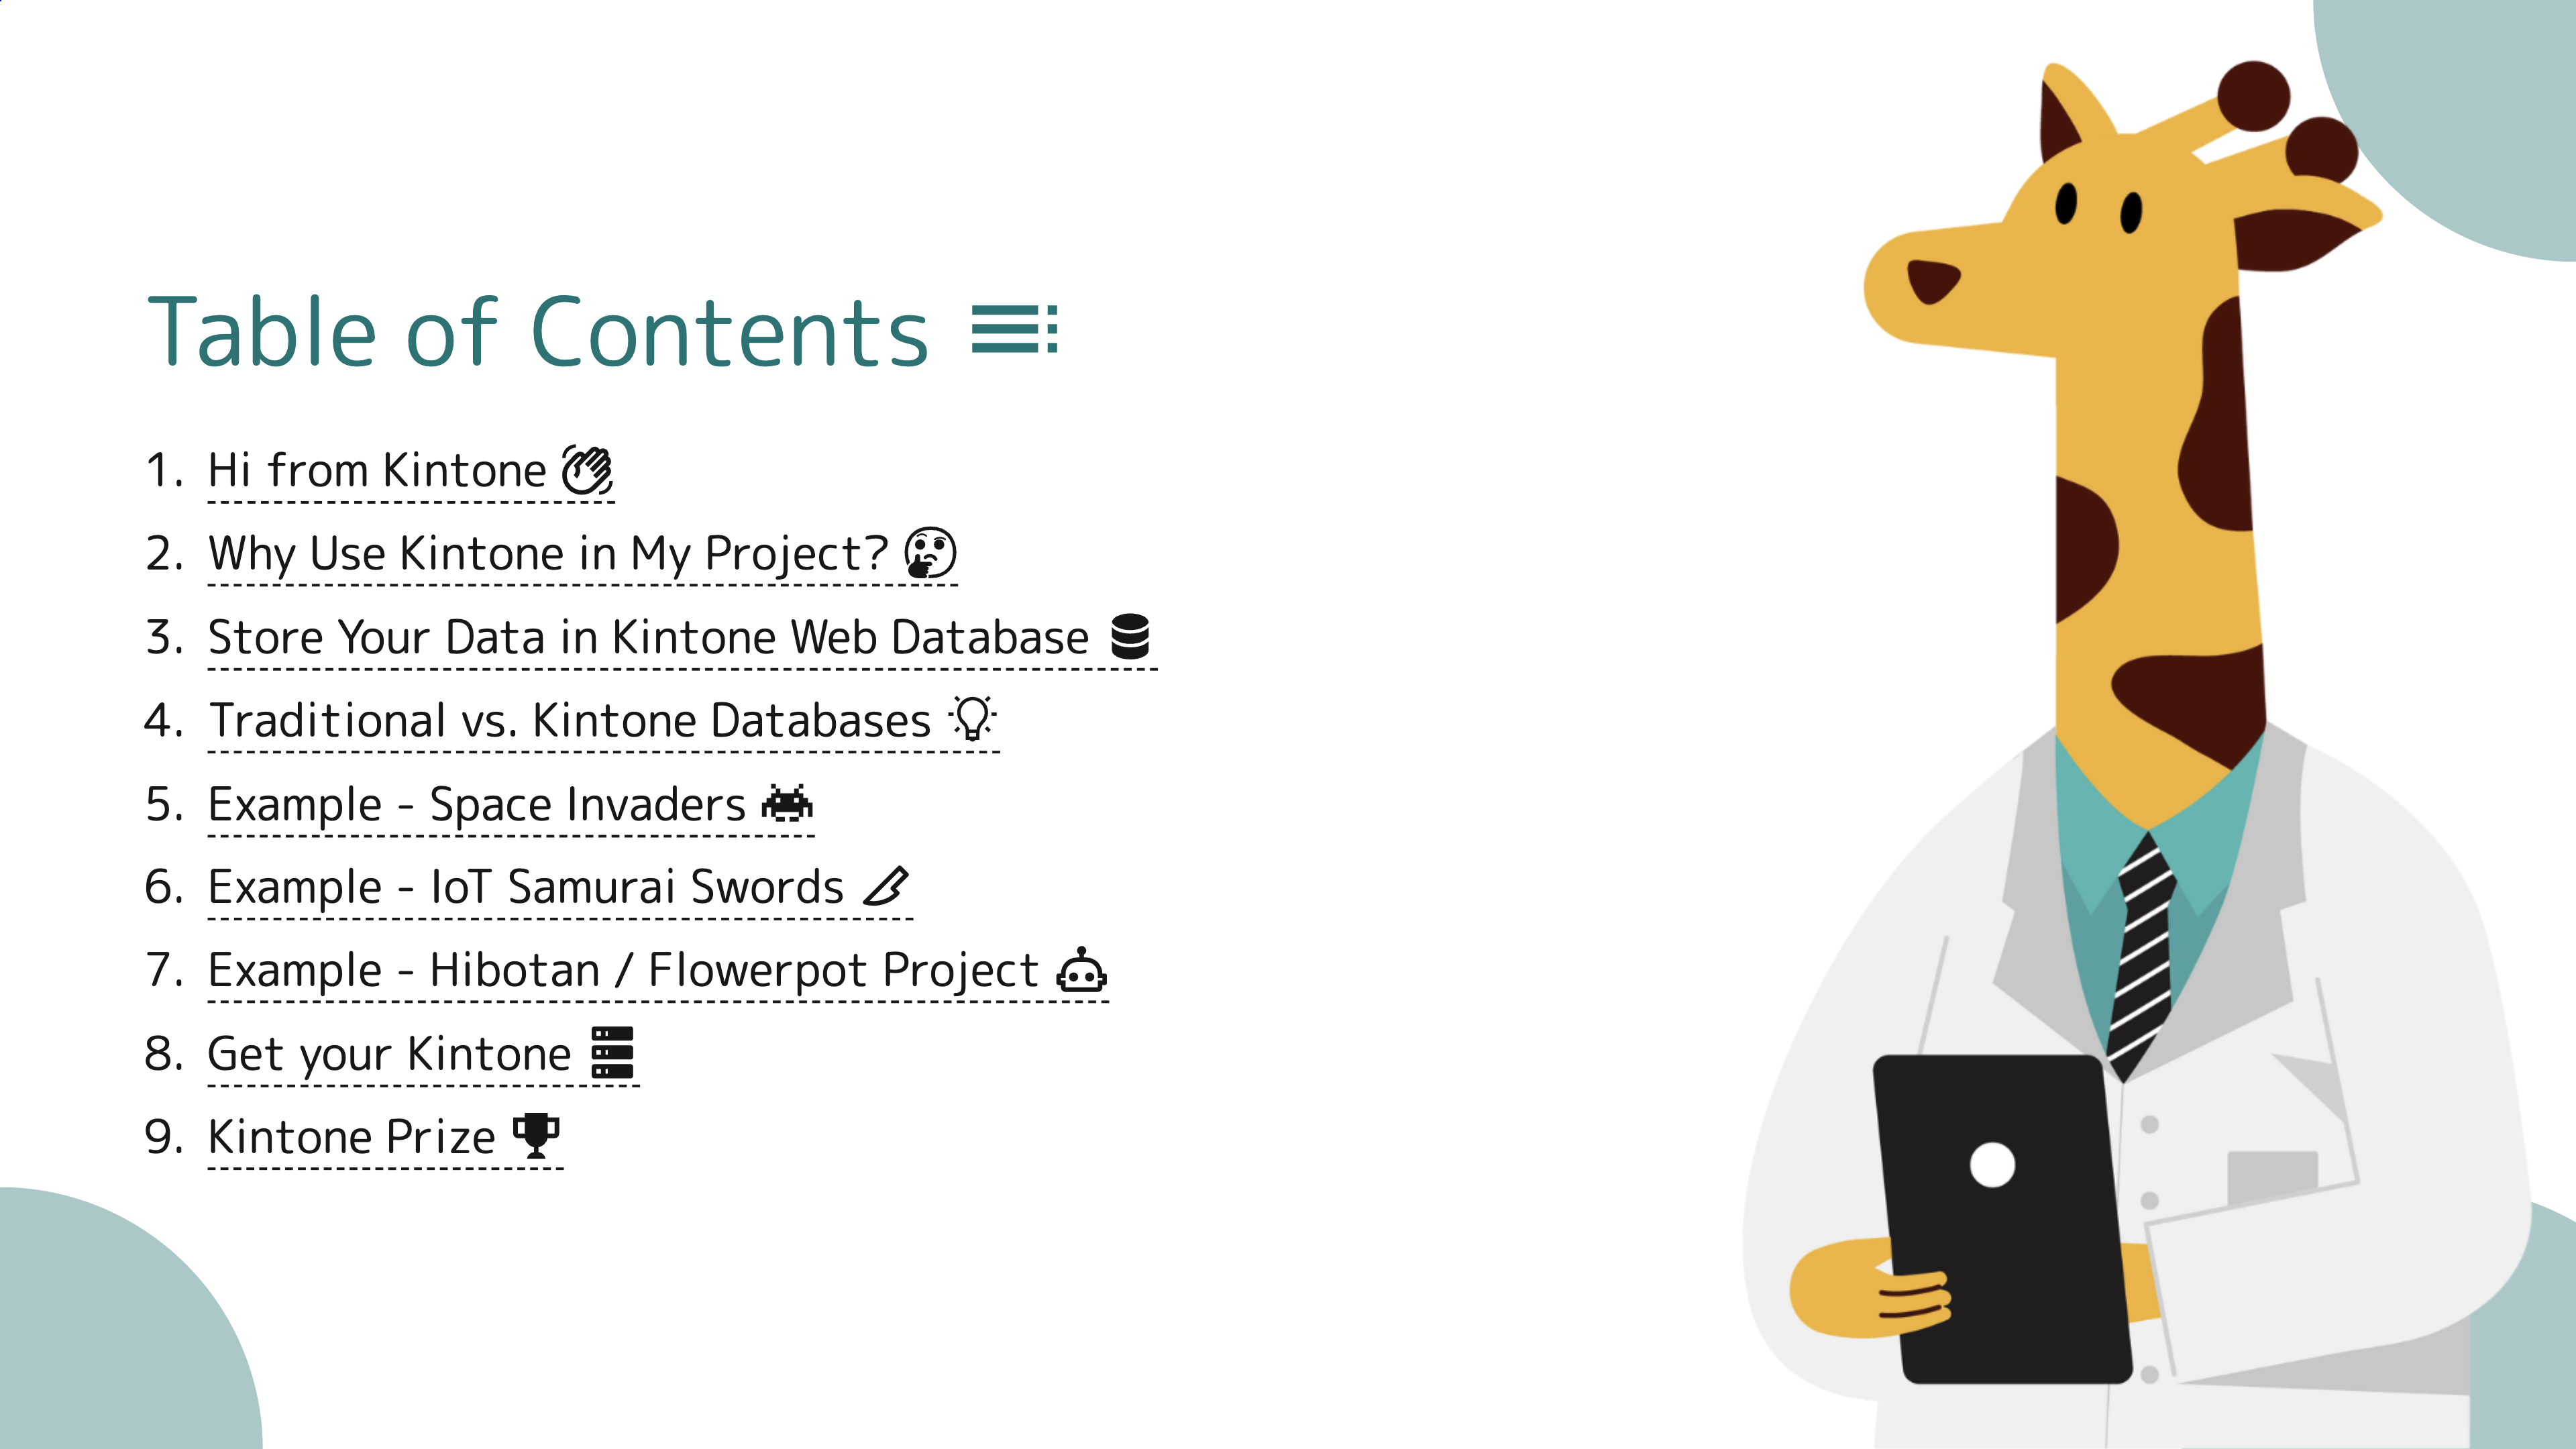 Table of Contents
1. Hi from Kintone
2. Why Use Kintone in My Project?
3. Store Your Data in Kintone Web Database
4. Traditional vs. Kintone Databases
5. Example - Space Invaders
6. Example - IoT Samurai Swords
7. Example - Hibotan / Flowerpot Project
8. Get your Kintone
9. Kintone Prize